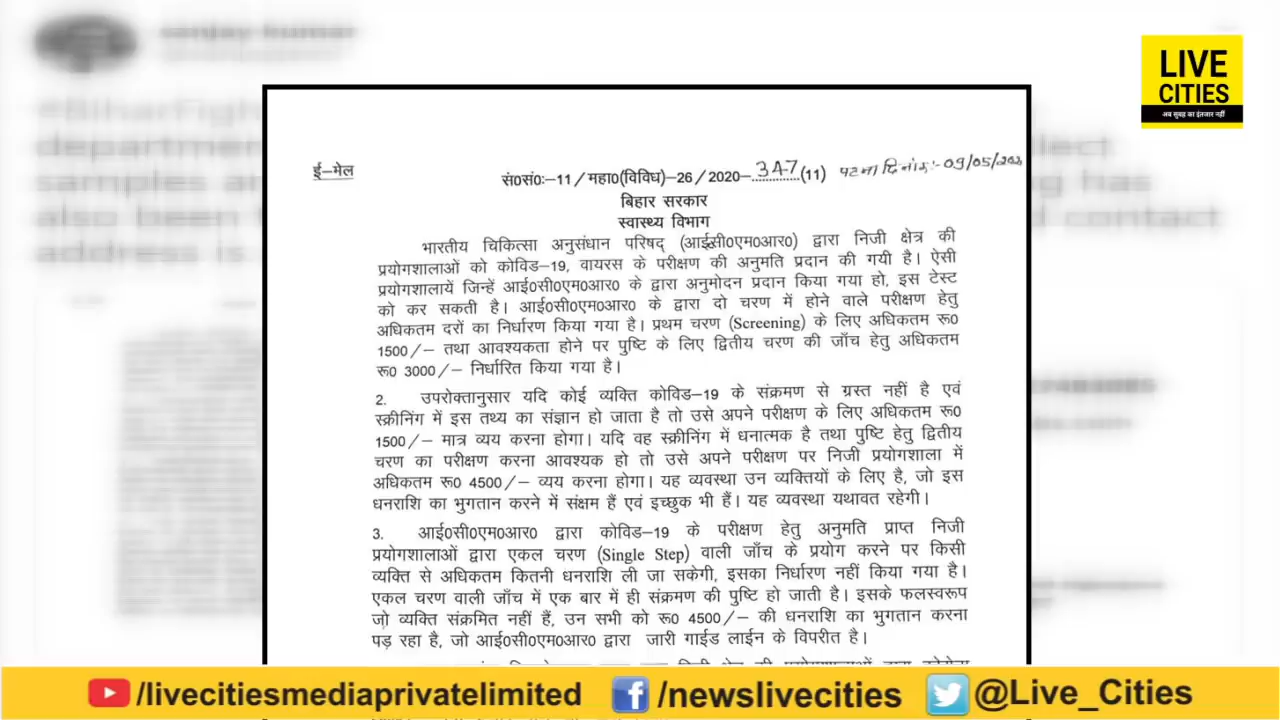 LIVE
CITIES
अब सुबह का इंतजार नहीं
ई–मेल
सं0सं0ः–11/महा0(विविध)–26/2020–...347...(11) पटना दिनांकः-09/05/2020
बिहार सरकार
स्वास्थ्य विभाग
भारतीय चिकित्सा अनुसंधान परिषद् (आई०सी0एम0आर0) द्वारा निजी क्षेत्र की
प्रयोगशालाओं को कोविड–19, वायरस के परीक्षण की अनुमति प्रदान की गयी है। ऐसी
प्रयोगशालायें जिन्हें आई0सी0एम0आर0 के द्वारा अनुमोदन प्रदान किया गया हो, इस टेस्ट
को कर सकती है। आई0सी0एम0आर0 के द्वारा दो चरण में होने वाले परीक्षण हेतु
अधिकतम दरों का निर्धारण किया गया है। प्रथम चरण (Screening) के लिए अधिकतम रू0
1500/– तथा आवश्यकता होने पर पुष्टि के लिए द्वितीय चरण की जाँच हेतु अधिकतम
रू0 3000/– निर्धारित किया गया है।
2. उपरोक्तानुसार यदि कोई व्यक्ति कोविड–19 के संक्रमण से ग्रस्त नहीं है एवं
स्क्रीनिंग में इस तथ्य का संज्ञान हो जाता है तो उसे अपने परीक्षण के लिए अधिकतम रू0
1500/– मात्र व्यय करना होगा। यदि वह स्क्रीनिंग में धनात्मक है तथा पुष्टि हेतु द्वितीय
चरण का परीक्षण करना आवश्यक हो तो उसे अपने परीक्षण पर निजी प्रयोगशाला में
अधिकतम रू0 4500/– व्यय करना होगा। यह व्यवस्था उन व्यक्तियों के लिए है, जो इस
धनराशि का भुगतान करने में सक्षम हैं एवं इच्छुक भी हैं। यह व्यवस्था यथावत रहेगी।
3. आई0सी0एम0आर0 द्वारा कोविड–19 के परीक्षण हेतु अनुमति प्राप्त निजी
प्रयोगशालाओं द्वारा एकल चरण (Single Step) वाली जाँच के प्रयोग करने पर किसी
व्यक्ति से अधिकतम कितनी धनराशि ली जा सकेगी, इसका निर्धारण नहीं किया गया है।
एकल चरण वाली जाँच में एक बार में ही संक्रमण की पुष्टि हो जाती है। इसके फलस्वरूप
जो व्यक्ति संक्रमित नहीं हैं, उन सभी को रू0 4500/– की धनराशि का भुगतान करना
पड़ रहा है, जो आई0सी0एम0आर0 द्वारा जारी गाईड लाईन के विपरीत है।
/livecitiesmediaprivatelimited /newslivecities @Live_Cities